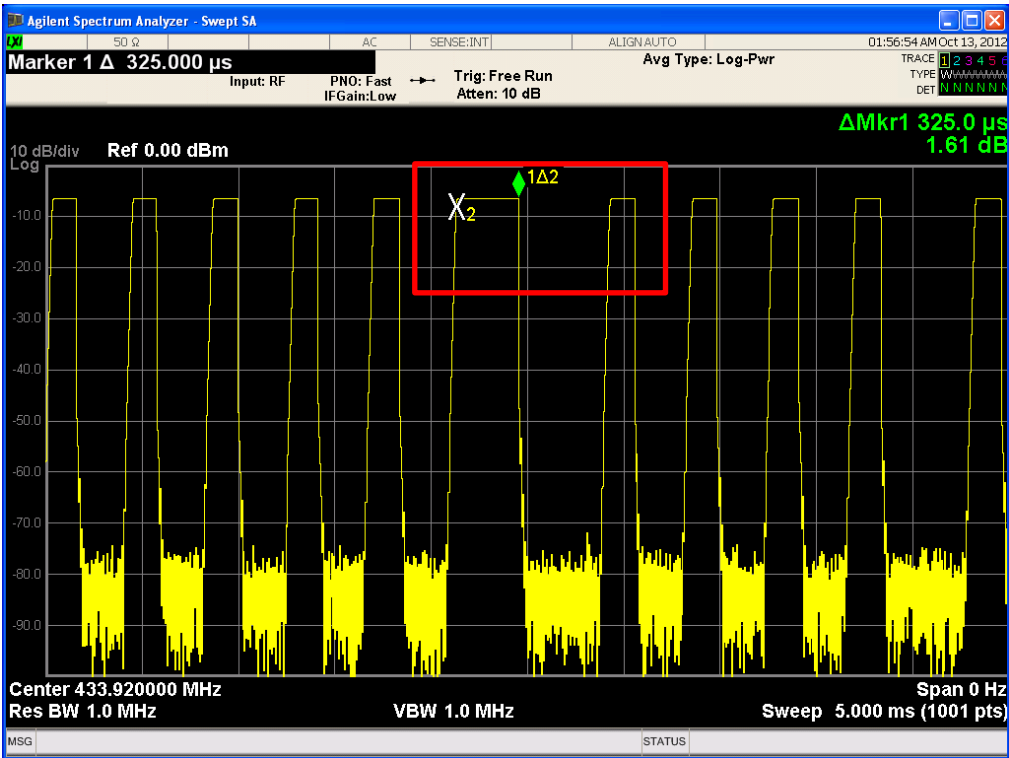 Agilent Spectrum Analyzer - Swept SA
LXI 50 Ω AC SENSE:INT ALIGN AUTO 01:56:54 AM Oct 13, 2012
Marker 1 Δ 325.000 µs Avg Type: Log-Pwr TRACE 1 2 3 4 5 6
Input: RF PNO: Fast Trig: Free Run TYPE
IFGain:Low Atten: 10 dB DET N N N N N N
ΔMkr1 325.0 µs
10 dB/div Ref 0.00 dBm 1.61 dB
Log
1Δ2
X2
-10.0
-20.0
-30.0
-40.0
-50.0
-60.0
-70.0
-80.0
-90.0
Center 433.920000 MHz Span 0 Hz
Res BW 1.0 MHz VBW 1.0 MHz Sweep 5.000 ms (1001 pts)
MSG STATUS